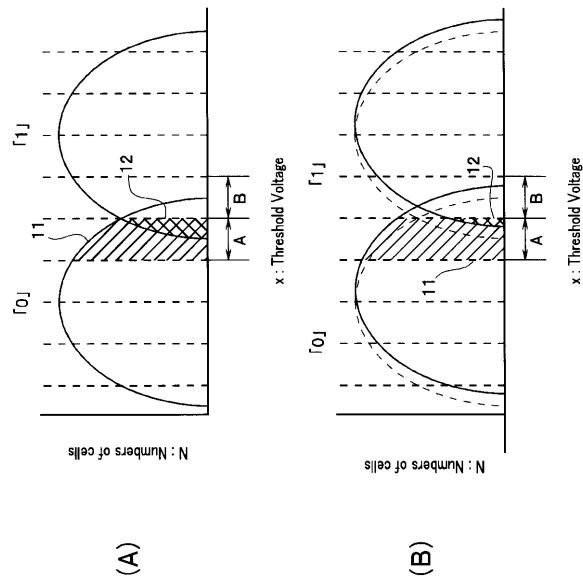 (A)
N : Numbers of cells
「0」
「1」
11
12
A
B
x : Threshold Voltage
(B)
N : Numbers of cells
「0」
「1」
11
12
A
B
x : Threshold Voltage